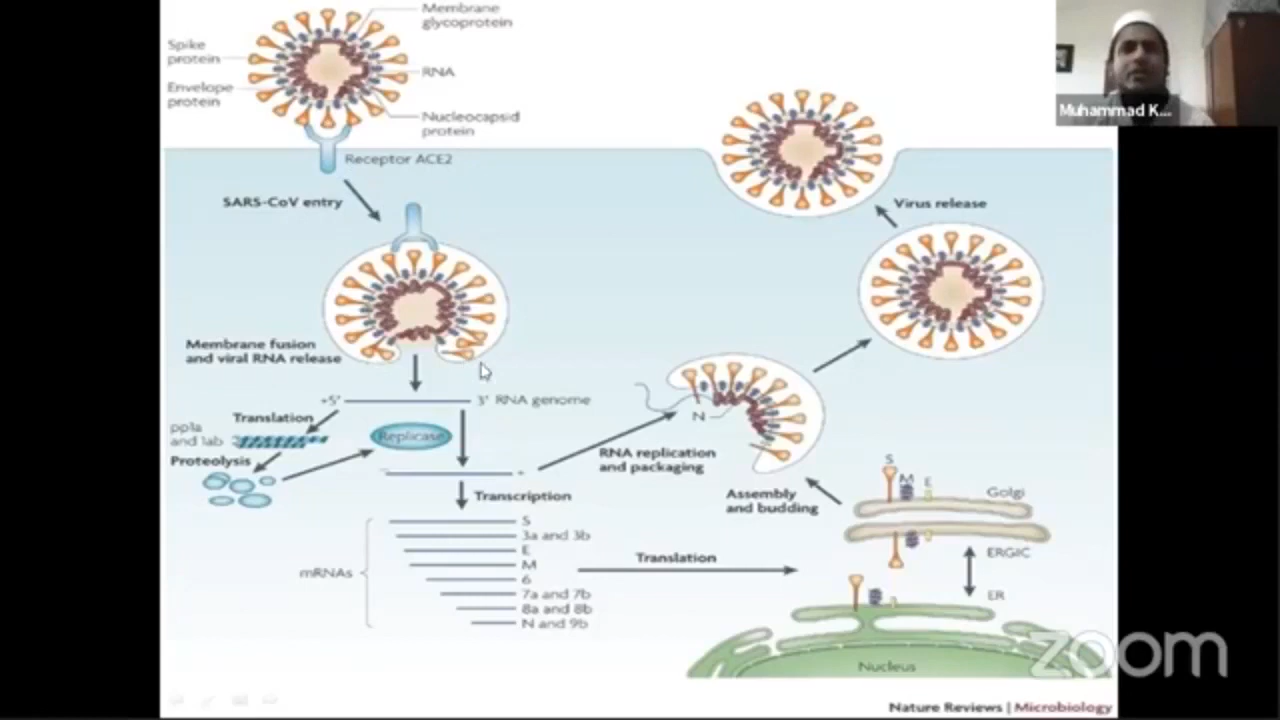 Membrane
glycoprotein
Spike
protein
RNA
Envelope
protein
Nucleocapsid
protein
Receptor ACE2
Muhammad K...
SARS-CoV entry
Virus release
Membrane fusion
and viral RNA release
+5' 3' RNA genome
Translation
pp1a
and 1ab
Replicase
Proteolysis
N
RNA replication
and packaging
- +
Transcription
Assembly
and budding
S
M
E
Golgi
mRNAs
S
3a and 3b
E
M
6
7a and 7b
8a and 8b
N and 9b
Translation
ERGIC
ER
Nucleus
zoom
Nature Reviews | Microbiology